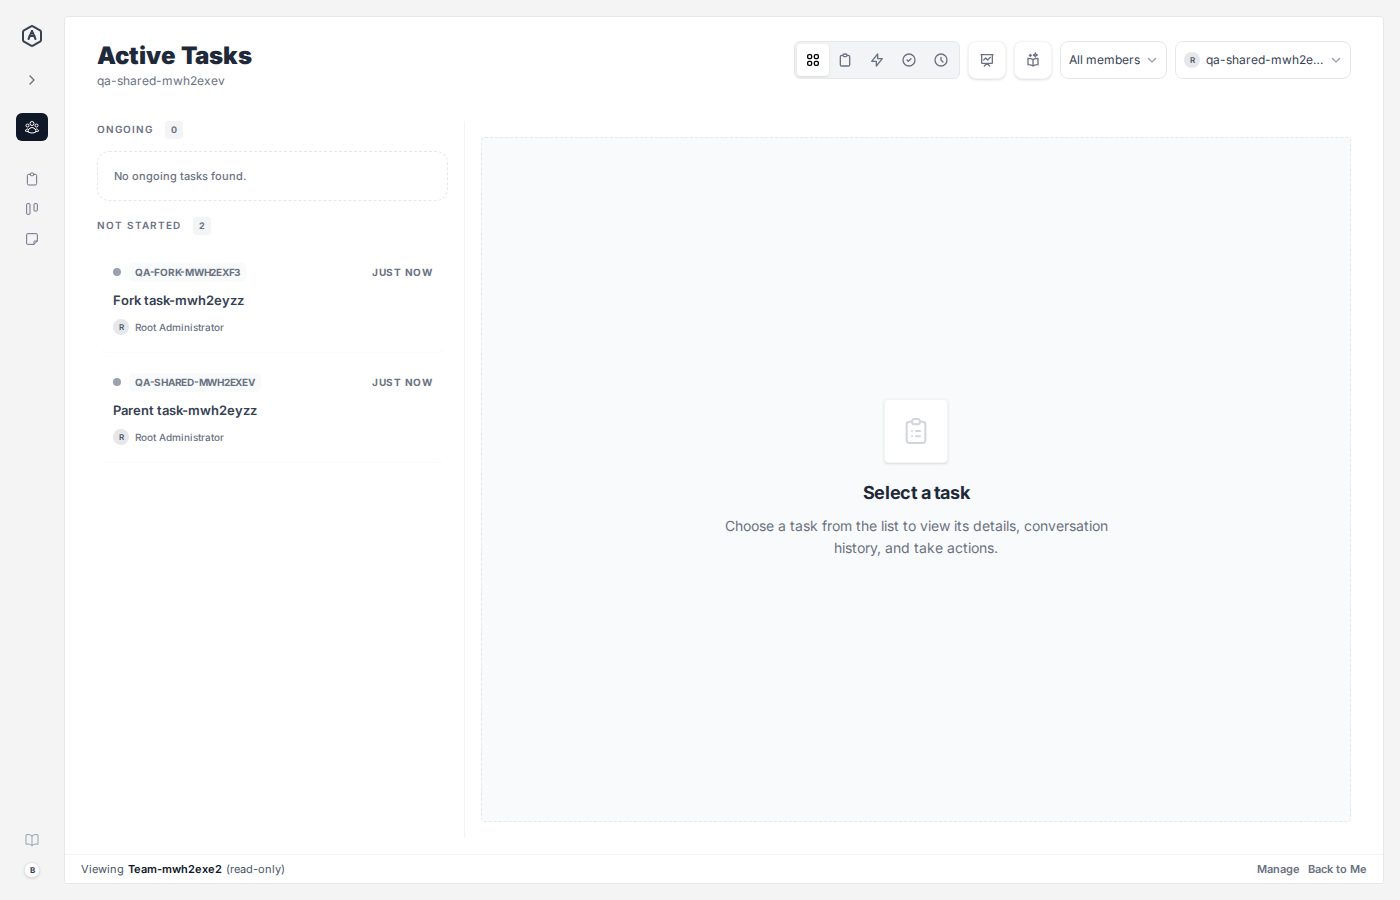 Active Tasks
qa-shared-mwh2exev
All members
R qa-shared-mwh2e...
ONGOING 0
No ongoing tasks found.
NOT STARTED 2
QA-FORK-MWH2EXF3 JUST NOW
Fork task-mwh2eyzz
R Root Administrator
QA-SHARED-MWH2EXEV JUST NOW
Parent task-mwh2eyzz
R Root Administrator
Select a task
Choose a task from the list to view its details, conversation
history, and take actions.
B
Viewing Team-mwh2exe2 (read-only)
Manage Back to Me